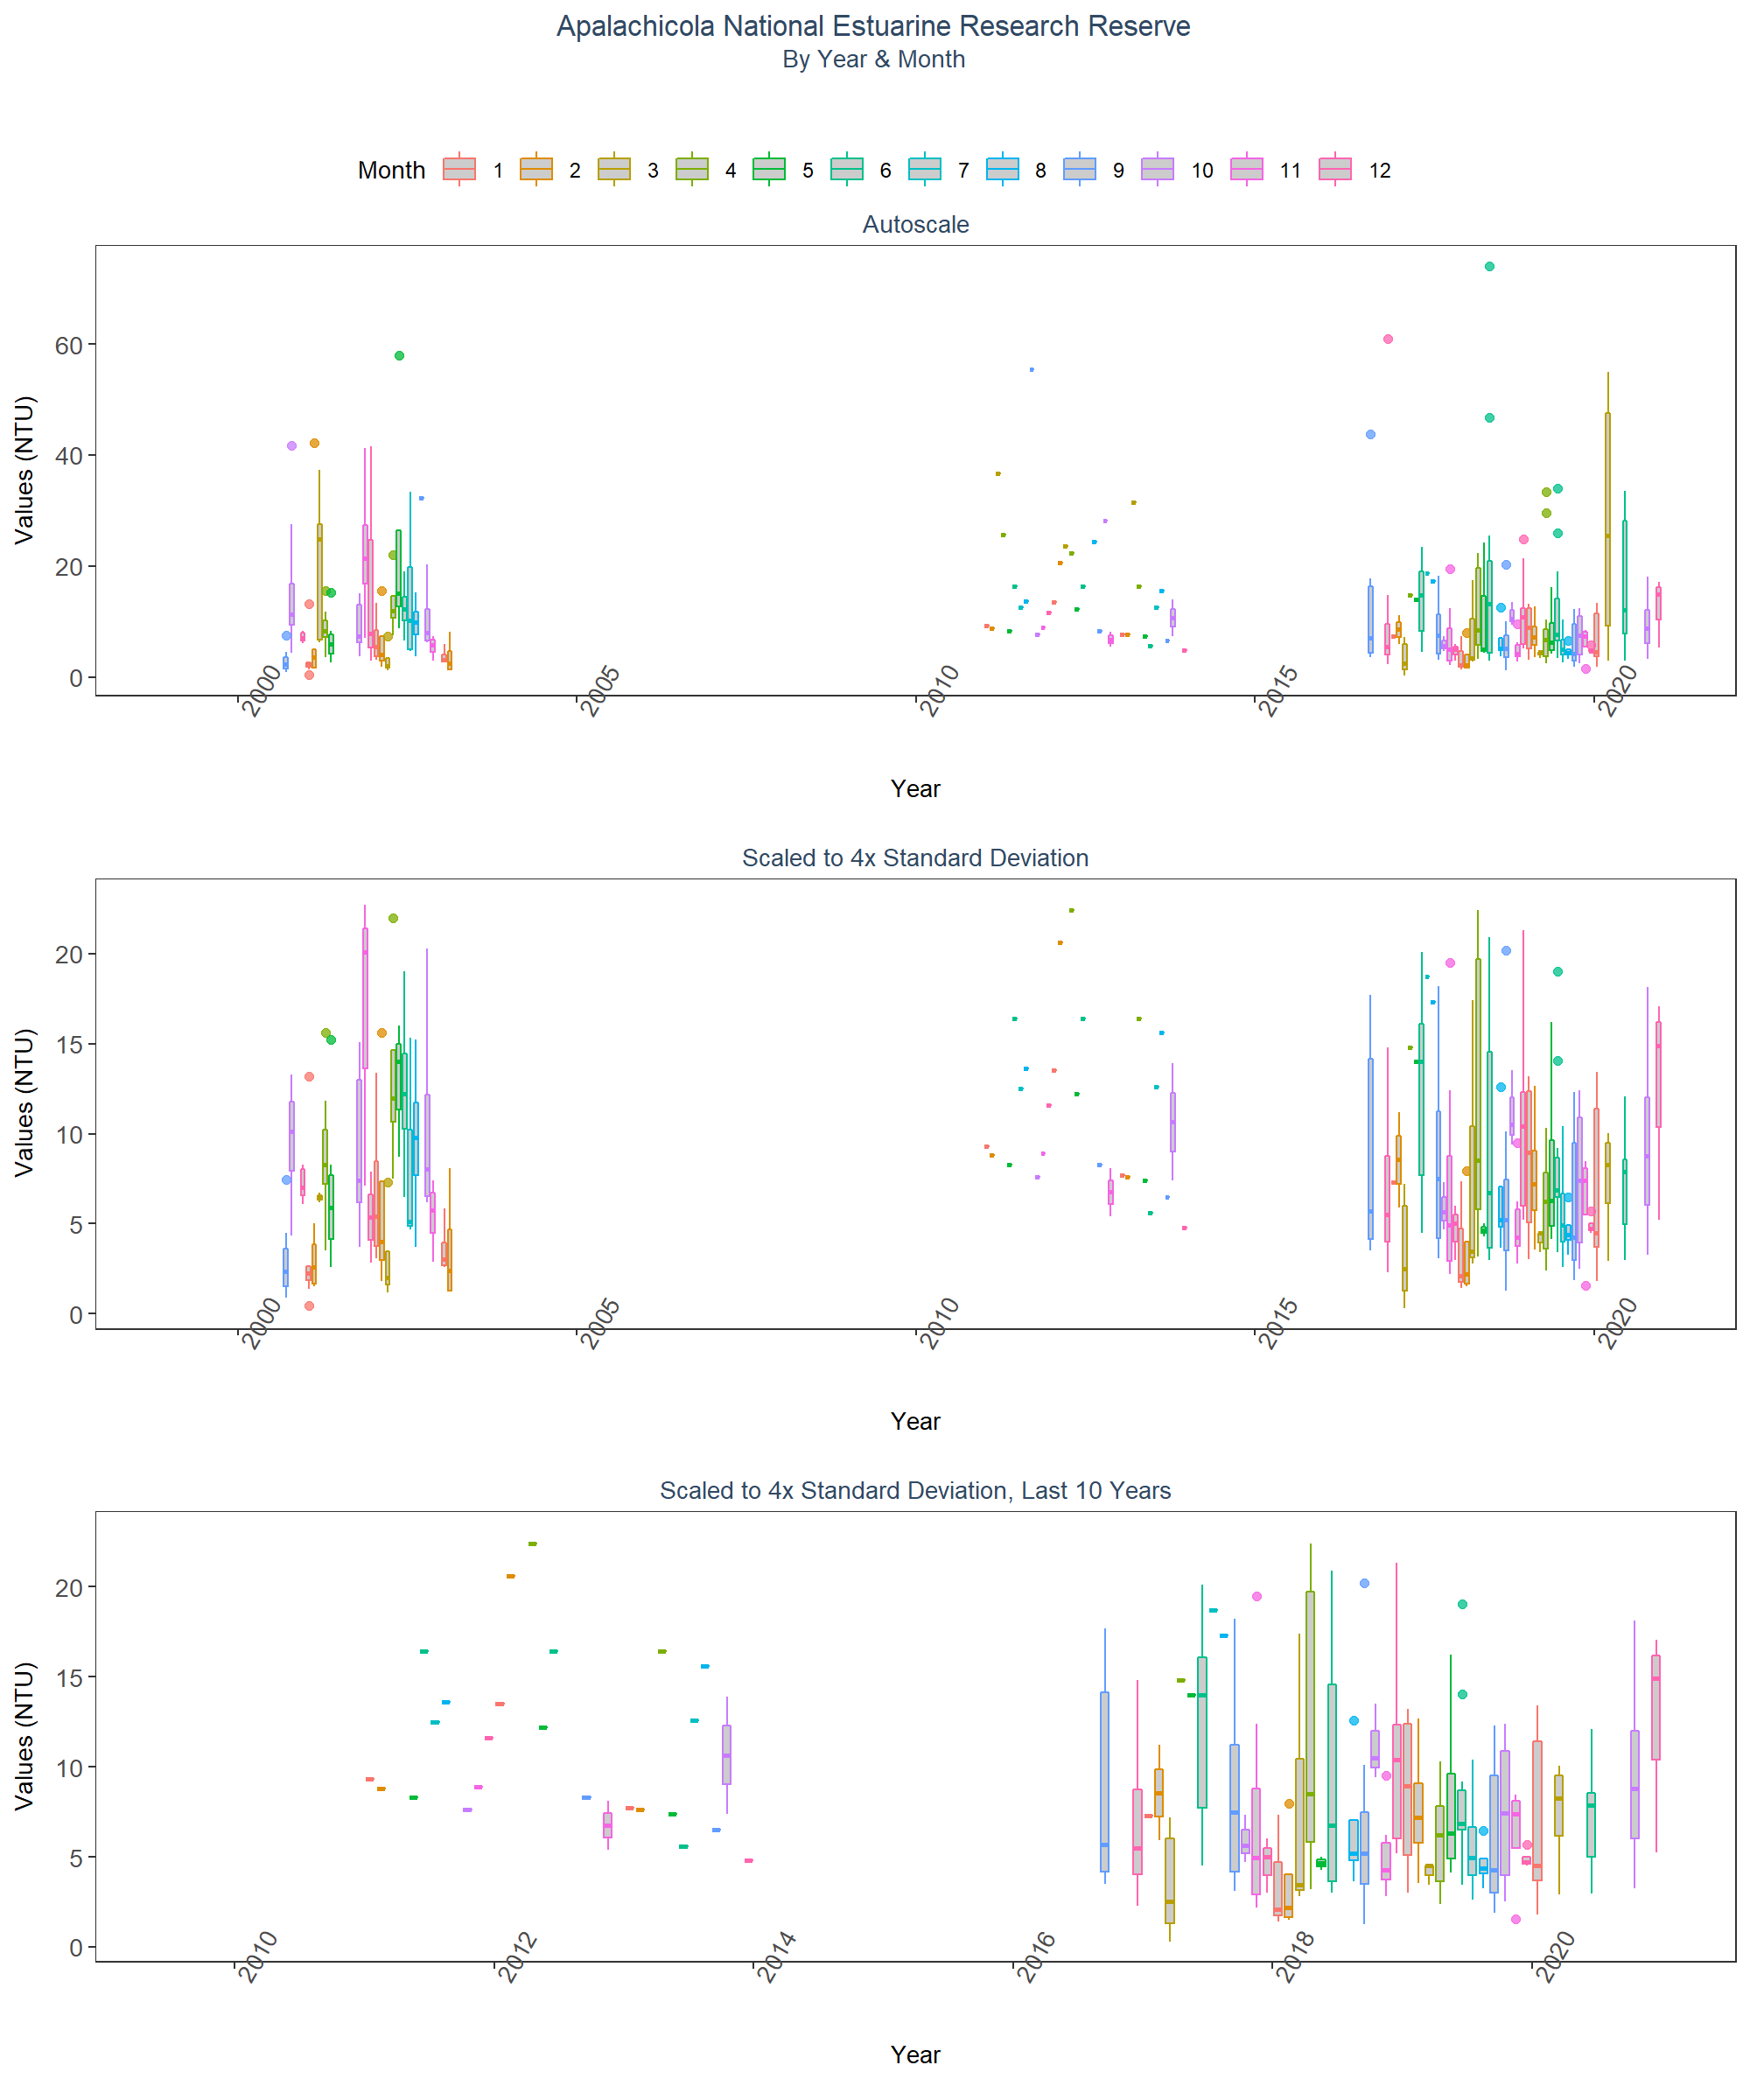 Apalachicola National Estuarine Research Reserve
By Year & Month
Month 1 2 3 4 5 6 7 8 9 10 11 12
Autoscale
Values (NTU)
60
40
20
0
2000 2005 2010 2015 2020
Year
Scaled to 4x Standard Deviation
Values (NTU)
20
15
10
5
0
2000 2005 2010 2015 2020
Year
Scaled to 4x Standard Deviation, Last 10 Years
Values (NTU)
20
15
10
5
0
2010 2012 2014 2016 2018 2020
Year